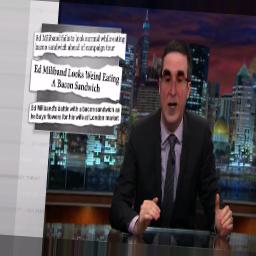 Ed Miliband fails to look normal while eating
bacon sandwich ahead of campaign tour
Ed Miliband Looks Weird Eating
A Bacon Sandwich
Ed Miliband's battle with a bacon sandwich as
he buys flowers for his wife at London market